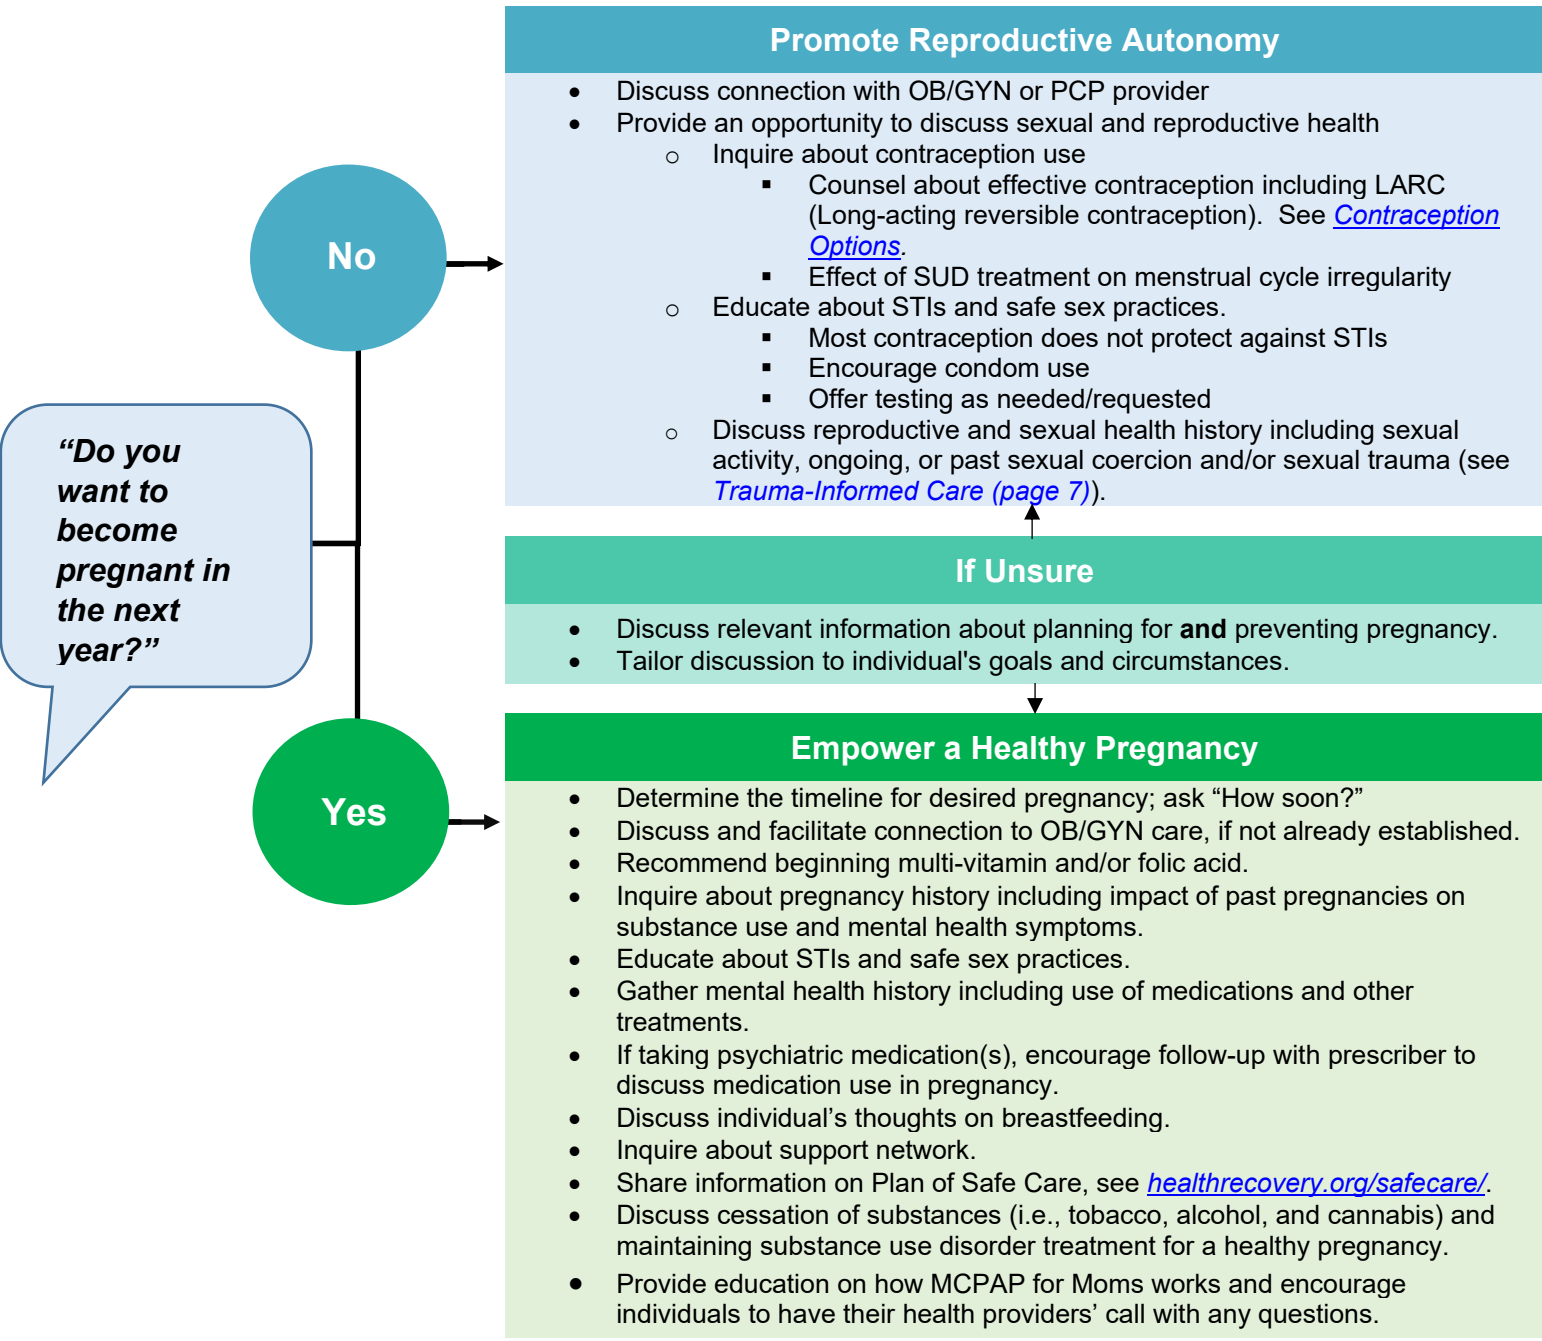 Promote Reproductive Autonomy
• Discuss connection with OB/GYN or PCP provider
• Provide an opportunity to discuss sexual and reproductive health
o Inquire about contraception use
▪ Counsel about effective contraception including LARC
(Long-acting reversible contraception).  See Contraception
Options.
▪ Effect of SUD treatment on menstrual cycle irregularity
o Educate about STIs and safe sex practices.
▪ Most contraception does not protect against STIs
▪ Encourage condom use
▪ Offer testing as needed/requested
o Discuss reproductive and sexual health history including sexual
activity, ongoing, or past sexual coercion and/or sexual trauma (see
Trauma-Informed Care (page 7)).
No
“Do you
want to
become
pregnant in
the next
year?”
If Unsure
• Discuss relevant information about planning for and preventing pregnancy.
• Tailor discussion to individual's goals and circumstances.
Yes
Empower a Healthy Pregnancy
• Determine the timeline for desired pregnancy; ask “How soon?”
• Discuss and facilitate connection to OB/GYN care, if not already established.
• Recommend beginning multi-vitamin and/or folic acid.
• Inquire about pregnancy history including impact of past pregnancies on
substance use and mental health symptoms.
• Educate about STIs and safe sex practices.
• Gather mental health history including use of medications and other
treatments.
• If taking psychiatric medication(s), encourage follow-up with prescriber to
discuss medication use in pregnancy.
• Discuss individual’s thoughts on breastfeeding.
• Inquire about support network.
• Share information on Plan of Safe Care, see healthrecovery.org/safecare/.
• Discuss cessation of substances (i.e., tobacco, alcohol, and cannabis) and
maintaining substance use disorder treatment for a healthy pregnancy.
• Provide education on how MCPAP for Moms works and encourage
individuals to have their health providers’ call with any questions.